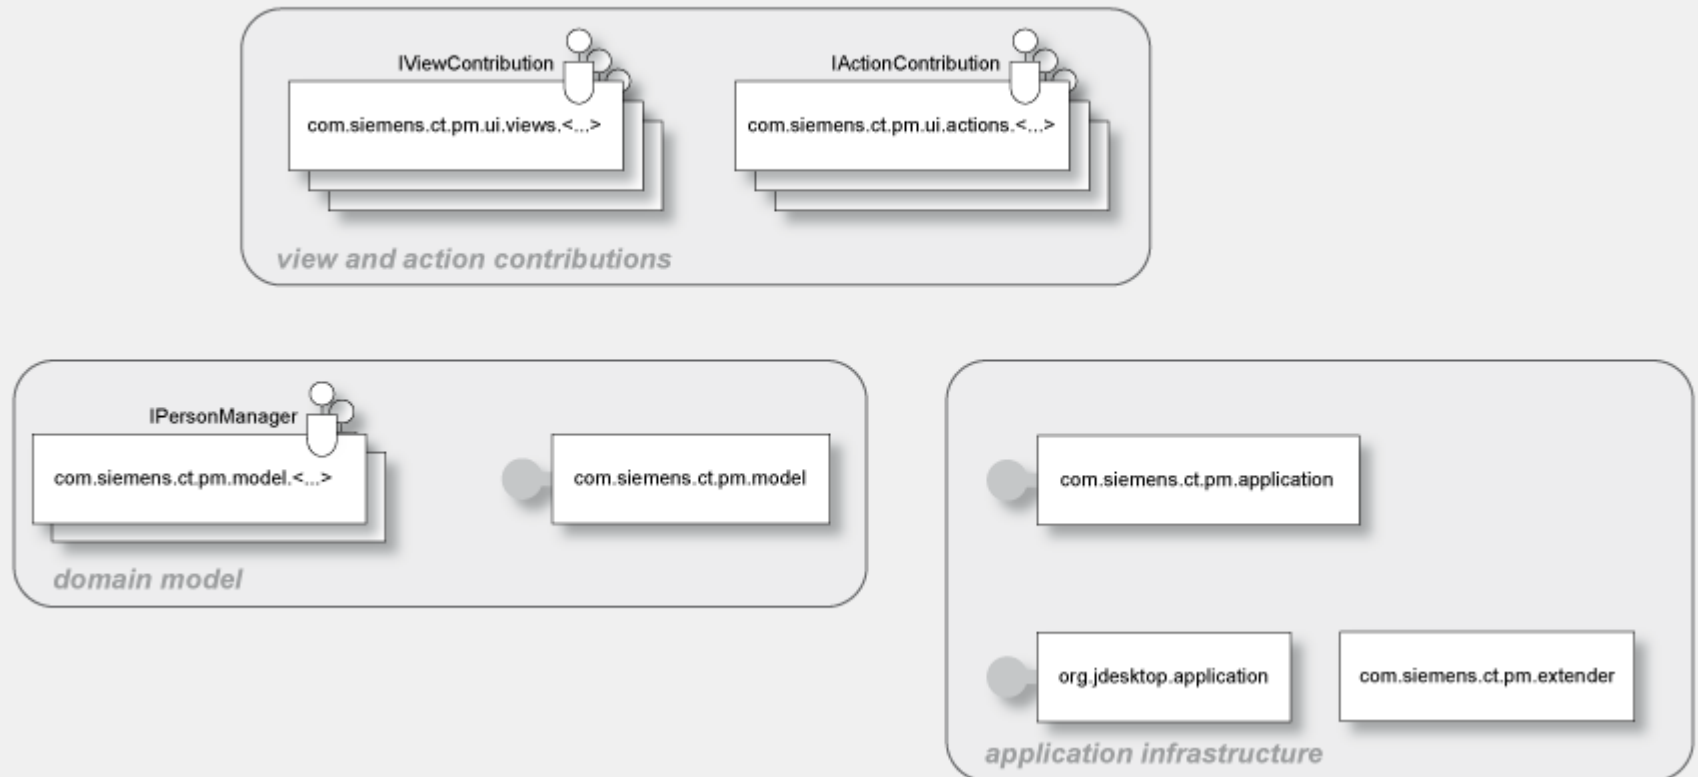 IViewContribution
IActionContribution
com.siemens.ct.pm.ui.views.<...>
com.siemens.ct.pm.ui.actions.<...>
view and action contributions
IPersonManager
com.siemens.ct.pm.model.<...>
com.siemens.ct.pm.model
domain model
com.siemens.ct.pm.application
org.jdesktop.application
com.siemens.ct.pm.extender
application infrastructure